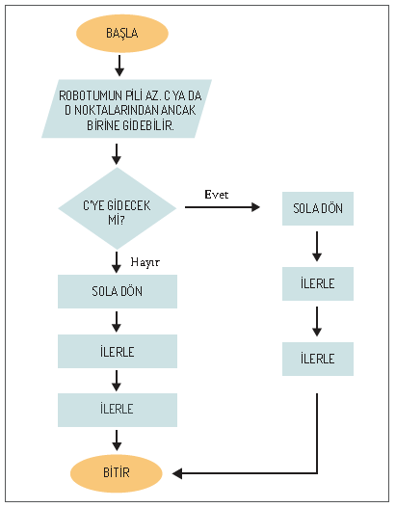 BAŞLA
ROBOTUMUN PİLİ AZ. C YA DA
D NOKTALARINDAN ANCAK
BİRİNE GİDEBİLİR.
C'YE GİDECEK
Mİ?
Evet
SOLA DÖN
İLERLE
İLERLE
Hayır
SOLA DÖN
İLERLE
İLERLE
BİTİR